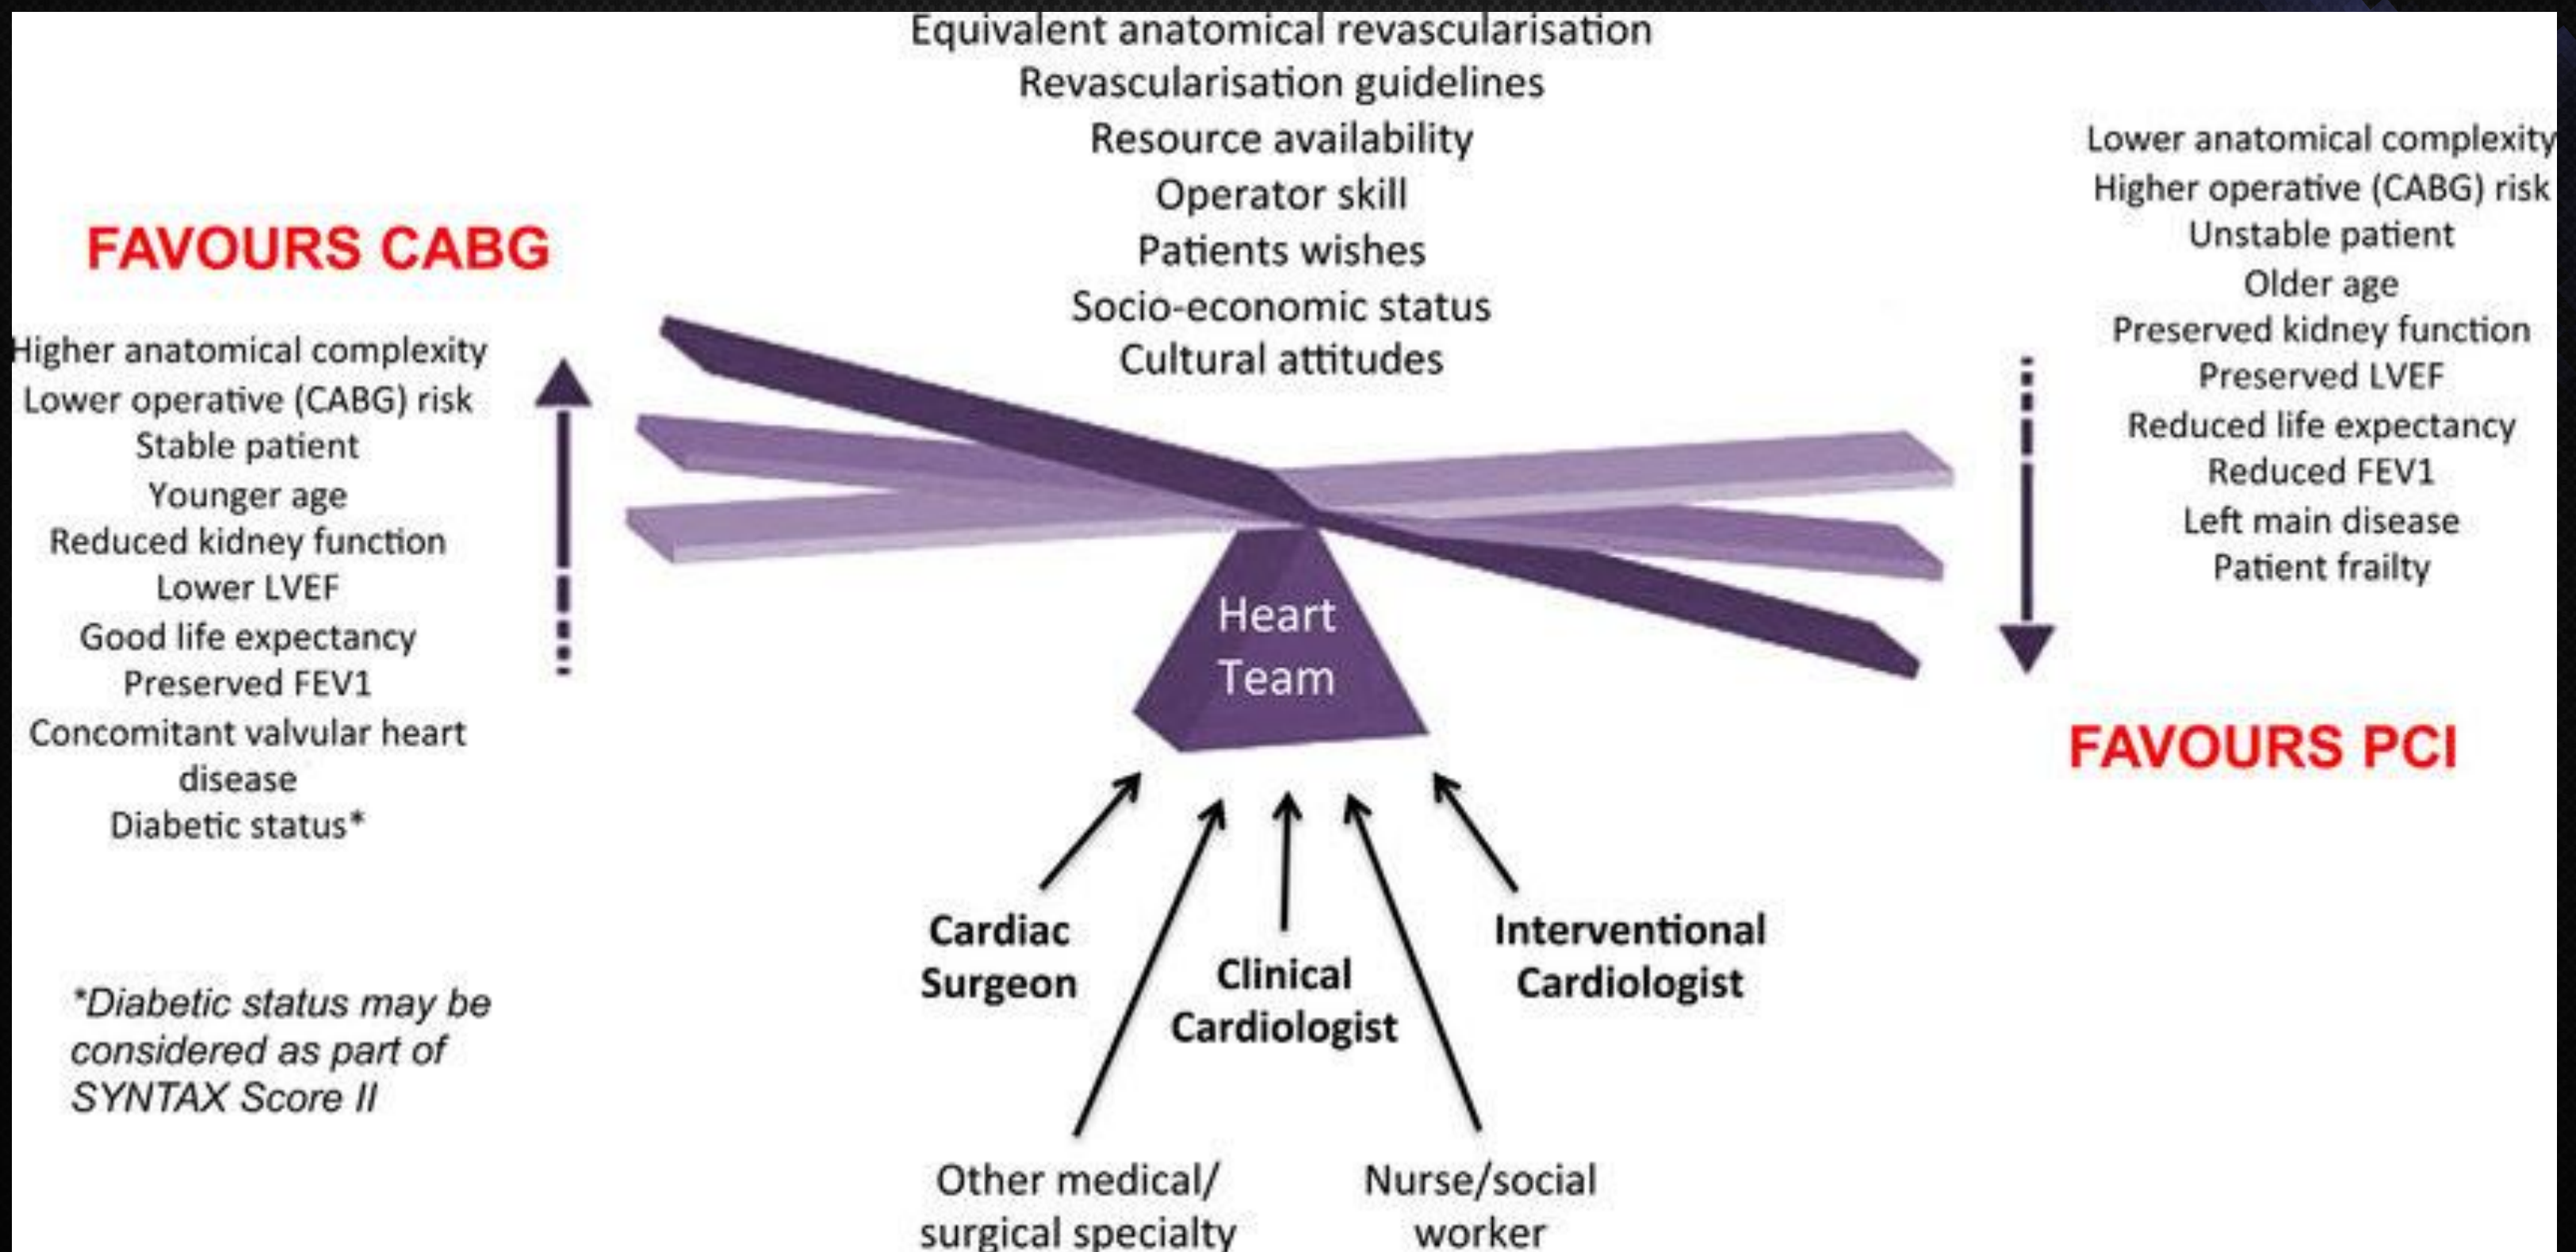 Equivalent anatomical revascularisation
Revascularisation guidelines
Resource availability
Operator skill
Patients wishes
Socio-economic status
Cultural attitudes
FAVOURS CABG
Higher anatomical complexity
Lower operative (CABG) risk
Stable patient
Younger age
Reduced kidney function
Lower LVEF
Good life expectancy
Preserved FEV1
Concomitant valvular heart
disease
Diabetic status*
*Diabetic status may be
considered as part of
SYNTAX Score II
Lower anatomical complexity
Higher operative (CABG) risk
Unstable patient
Older age
Preserved kidney function
Preserved LVEF
Reduced life expectancy
Reduced FEV1
Left main disease
Patient frailty
FAVOURS PCI
Heart
Team
Cardiac
Surgeon
Clinical
Cardiologist
Interventional
Cardiologist
Other medical/
surgical specialty
Nurse/social
worker